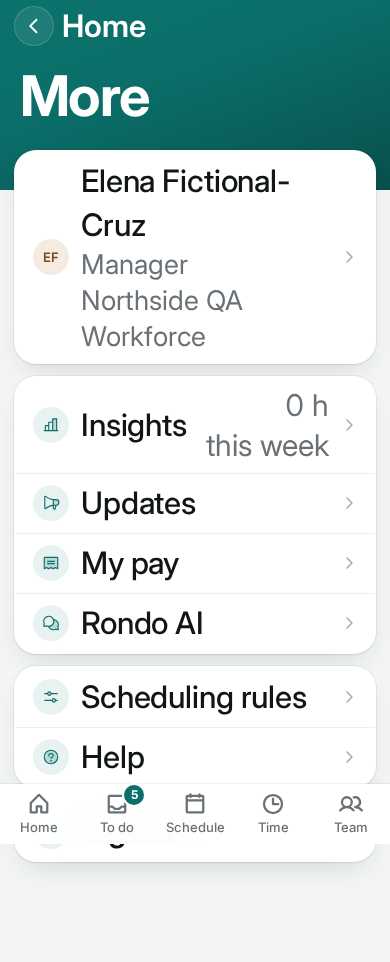 Home
More
Elena Fictional-
Cruz
EF
Manager
Northside QA
Workforce
0 h
Insights
this week
Updates
My pay
Rondo AI
Scheduling rules
Help
5
Home
To do
Schedule
Time
Team